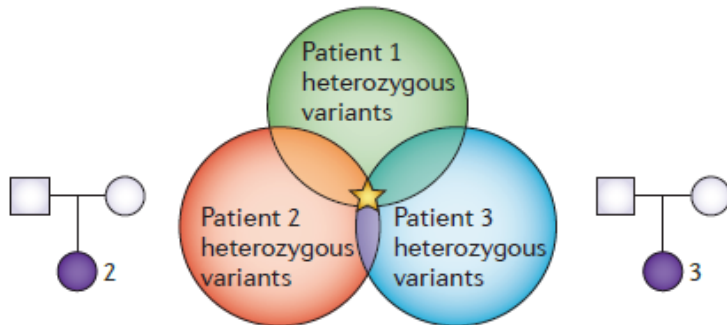 Patient 1
heterozygous
variants
Patient 2
heterozygous
variants
Patient 3
heterozygous
variants
2
3